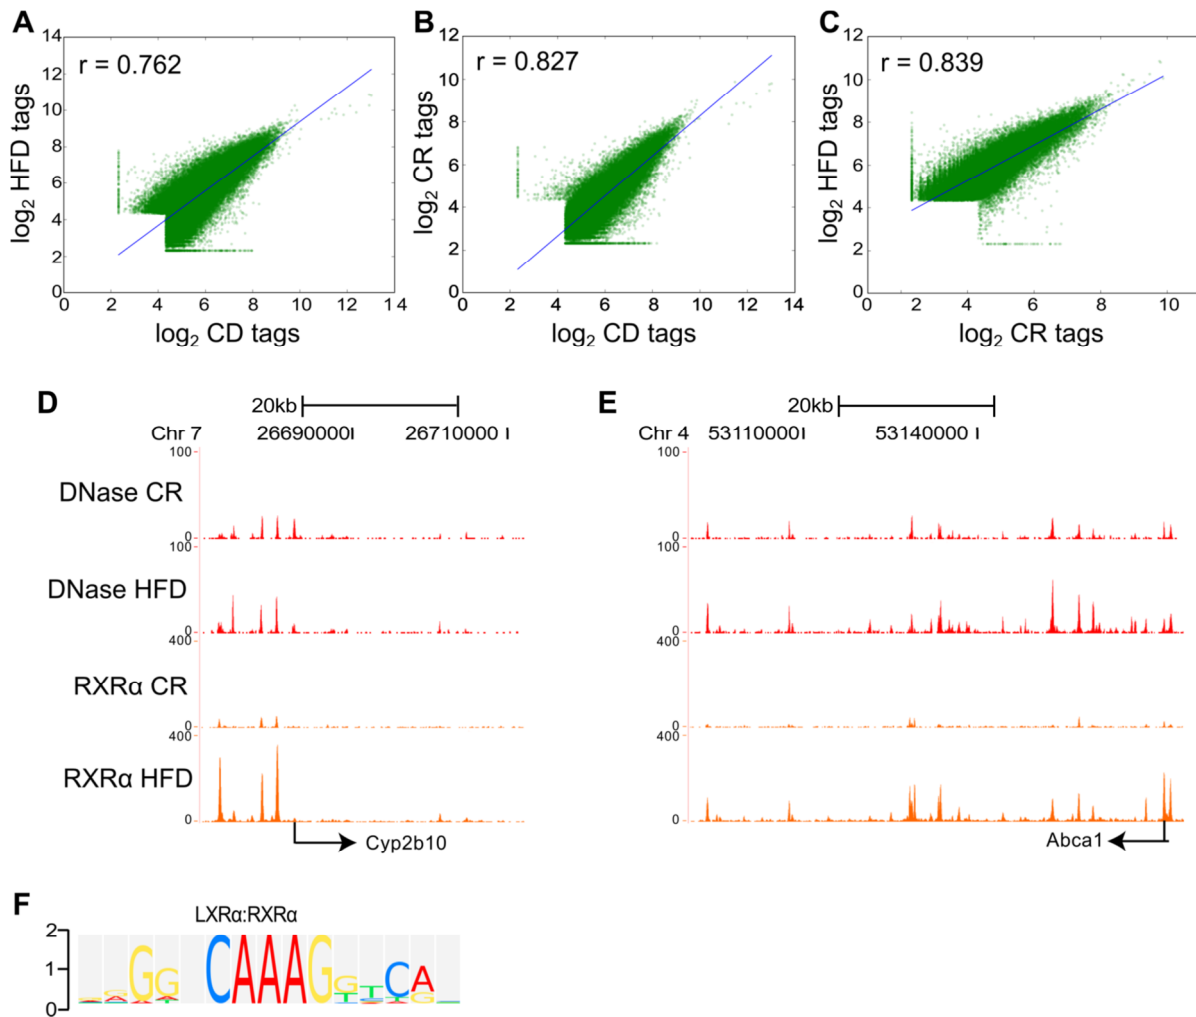 A
B
C
14
12
10
8
6
4
2
0
r = 0.762
log2 HFD tags
0 2 4 6 8 10 12 14
log2 CD tags
12
10
8
6
4
2
0
r = 0.827
log2 CR tags
0 2 4 6 8 10 12 14
log2 CD tags
12
10
8
6
4
2
0
r = 0.839
log2 HFD tags
0 2 4 6 8 10
log2 CR tags
D
20kb
Chr 7 26690000I 26710000 I
100
DNase CR
0
100
DNase HFD
0
400
RXRα CR
0
400
RXRα HFD
0
Cyp2b10
E
20kb
Chr 4 53110000I 53140000 I
100
0
100
0
400
0
400
0
Abca1
F
LXRα:RXRα
2
1
0
GG CAAAGGTCA